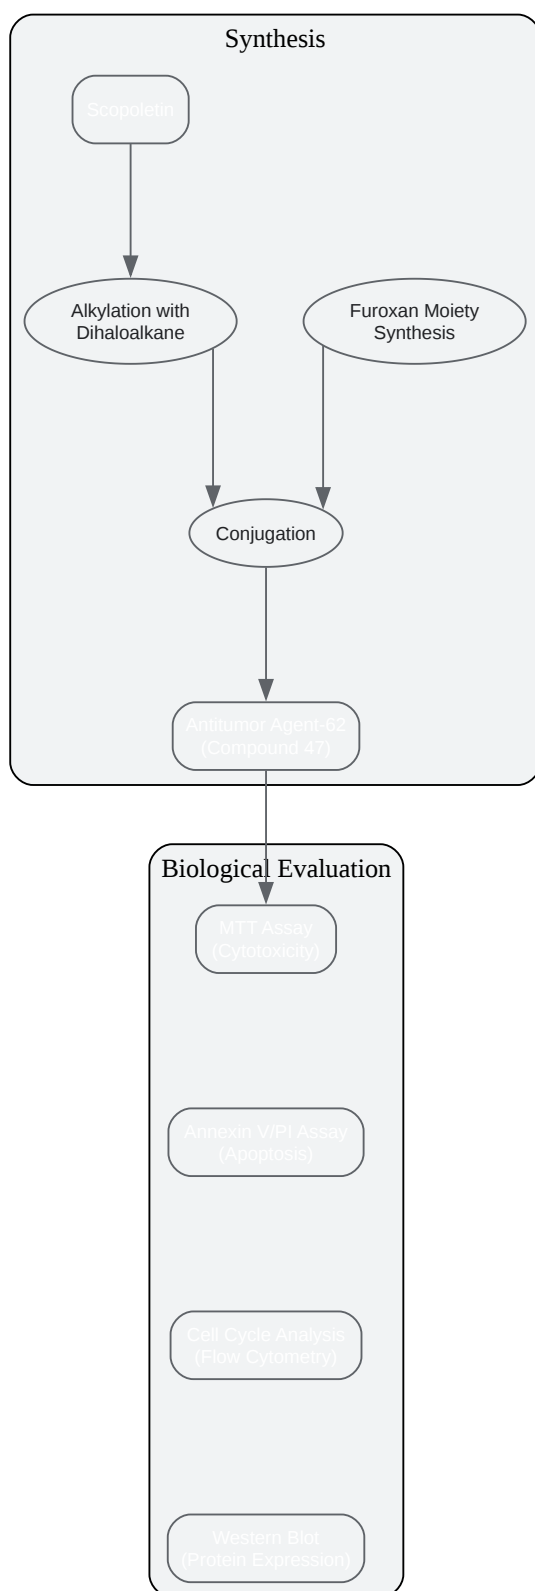 Synthesis
Scopoletin
Alkylation with
Dihaloalkane
Furoxan Moiety
Synthesis
Conjugation
Antitumor Agent-62
(Compound 47)
Biological Evaluation
MTT Assay
(Cytotoxicity)
Annexin V/PI Assay
(Apoptosis)
Cell Cycle Analysis
(Flow Cytometry)
Western Blot
(Protein Expression)